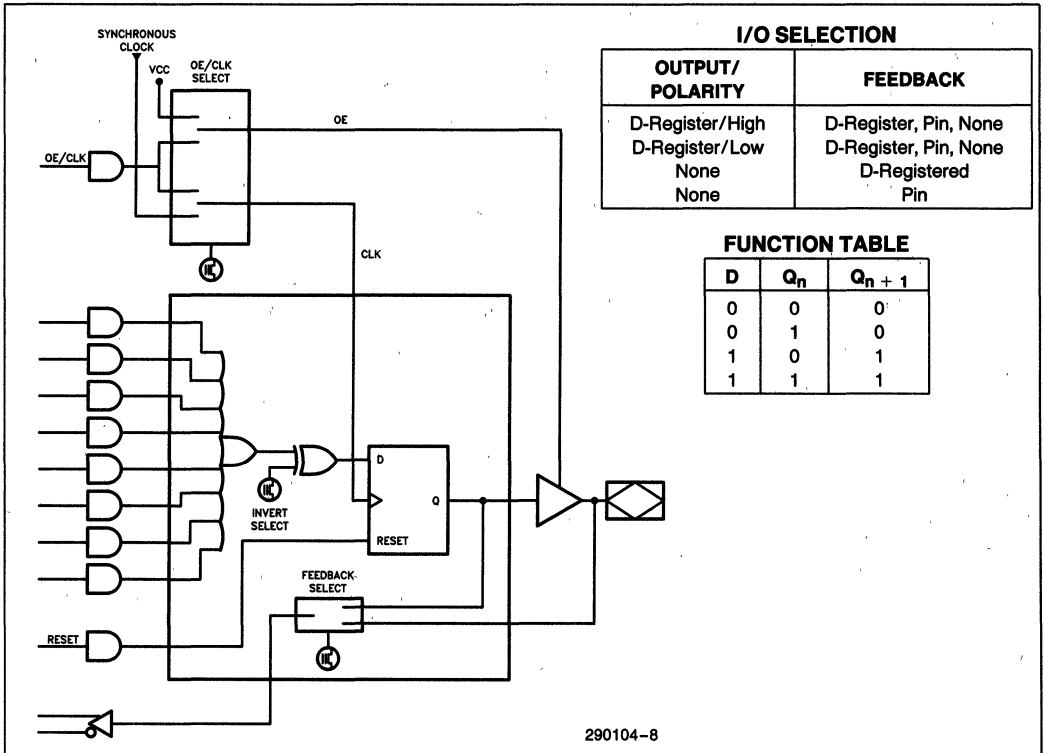 SYNCHRONOUS
CLOCK
VCC
OE/CLK
SELECT
OE
OE/CLK
CLK
D
Q
RESET
INVERT
SELECT
FEEDBACK
SELECT
RESET
I/O SELECTION
OUTPUT/ POLARITY FEEDBACK
D-Register/High D-Register, Pin, None
D-Register/Low D-Register, Pin, None
None D-Registered
None Pin
FUNCTION TABLE
D Qn Qn + 1
0 0 0
0 1 0
1 0 1
1 1 1
290104–8